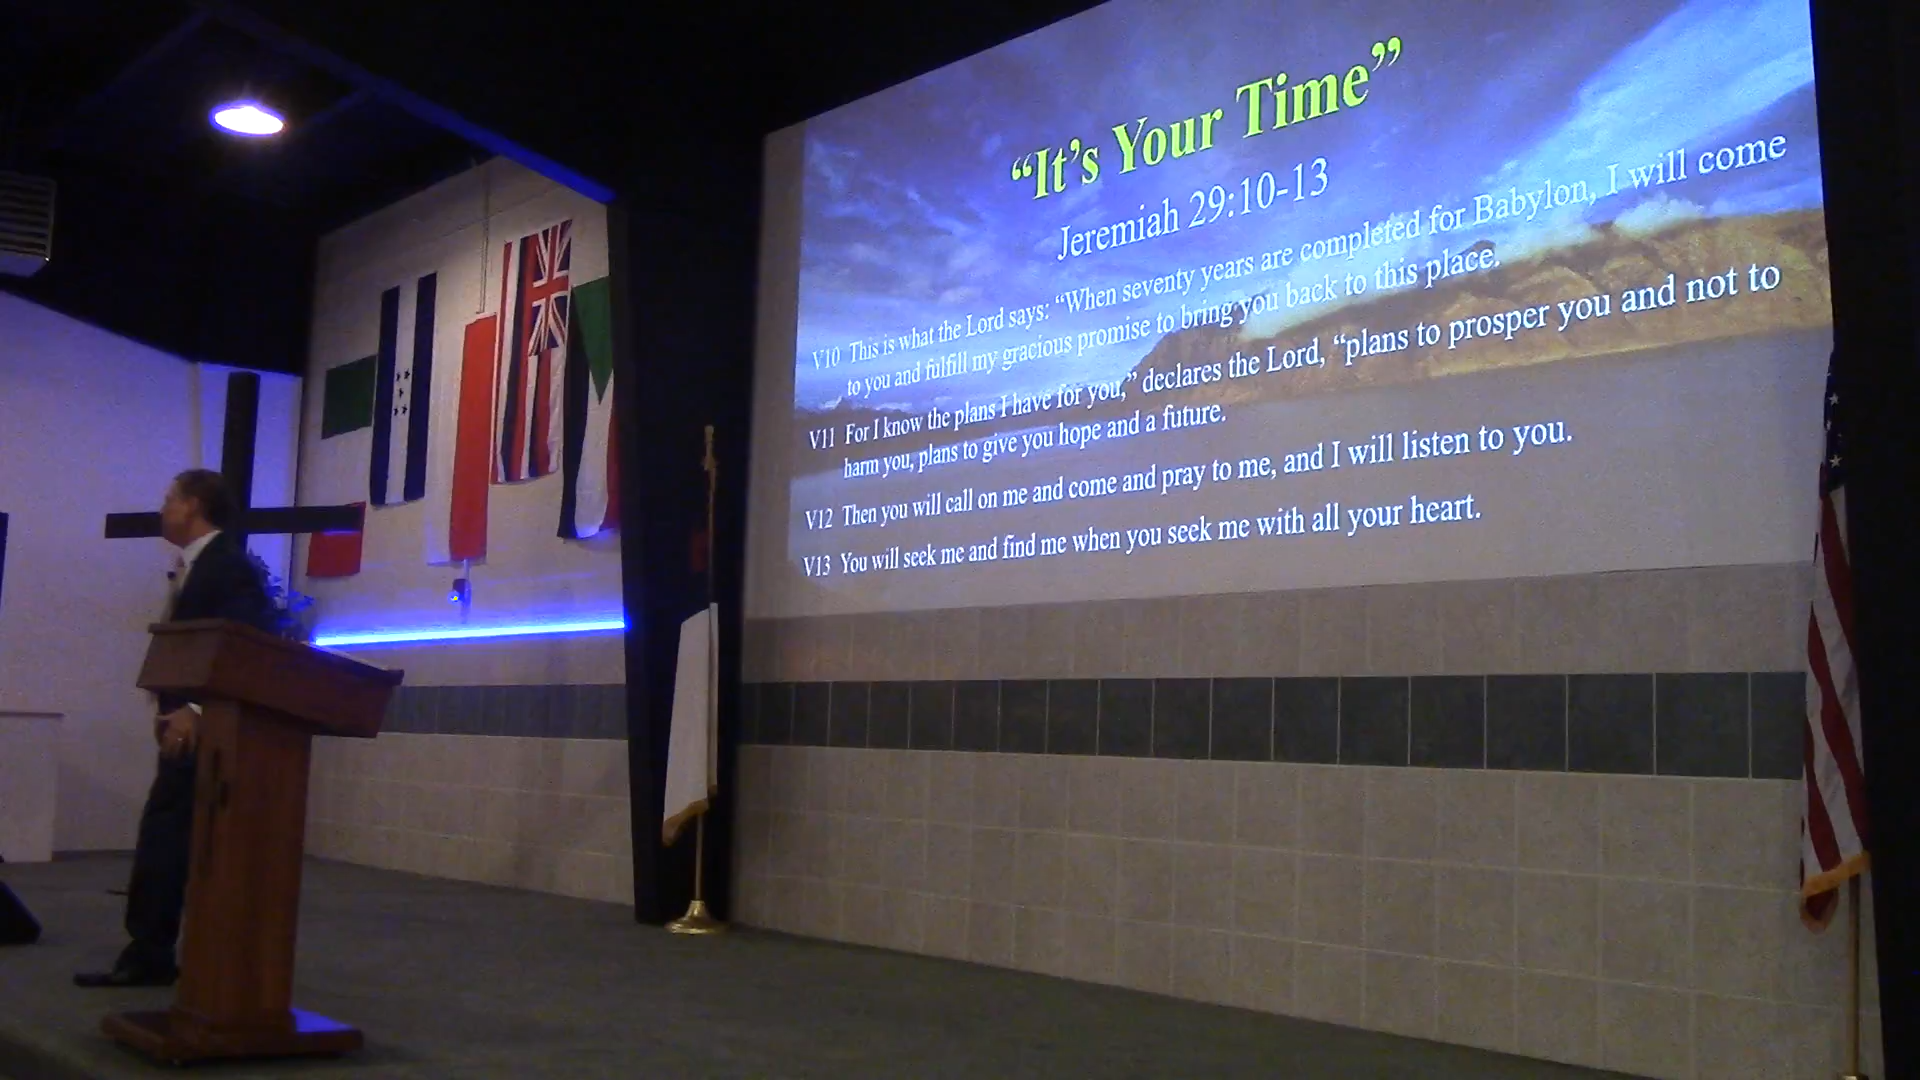 “It’s Your Time”
Jeremiah 29:10-13
V10 This is what the Lord says: “When seventy years are completed for Babylon, I will come
to you and fulfill my gracious promise to bring you back to this place.
V11 For I know the plans I have for you,” declares the Lord, “plans to prosper you and not to
harm you, plans to give you hope and a future.
V12 Then you will call on me and come and pray to me, and I will listen to you.
V13 You will seek me and find me when you seek me with all your heart.